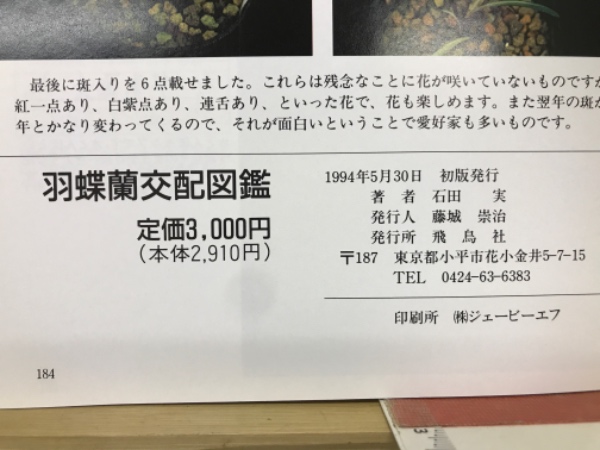 最後に斑入りを6点載せました。これらは残念なことに花が咲いていないものですが
紅一点あり、白紫点あり、連舌あり、といった花で、花も楽しめます。また翌年の斑が
年とかなり変わってくるので、それが面白いということで愛好家も多いものです。
羽蝶蘭交配図鑑
定価3,000円
(本体2,910円)
1994年5月30日 初版発行
著者 石田 実
発行人 藤城 崇治
発行所 飛鳥社
〒187 東京都小平市花小金井5-7-15
TEL 0424-63-6383
印刷所 ㈱ジェービーエフ
184
3